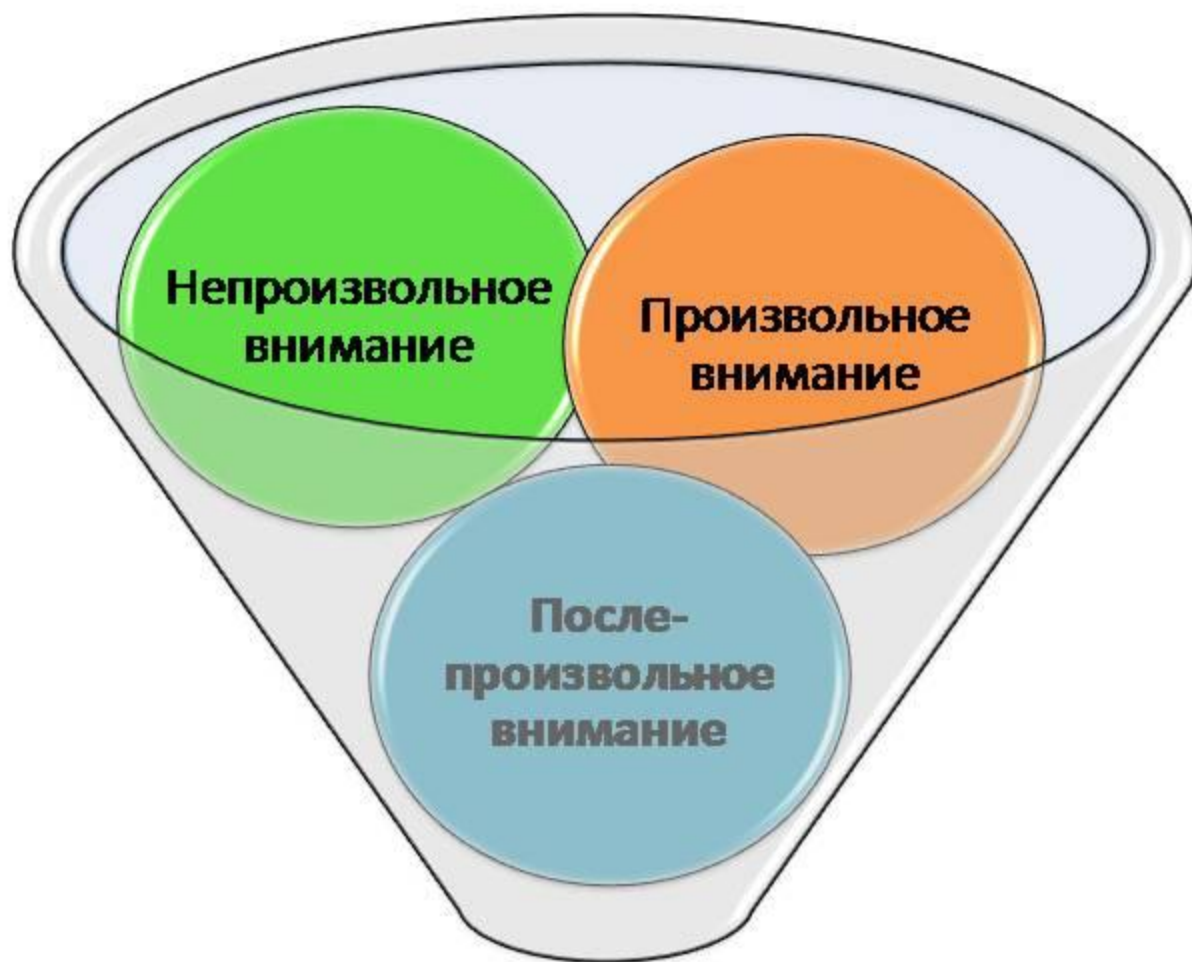 Непроизвольное
внимание
Произвольное
внимание
После-
произвольное
внимание